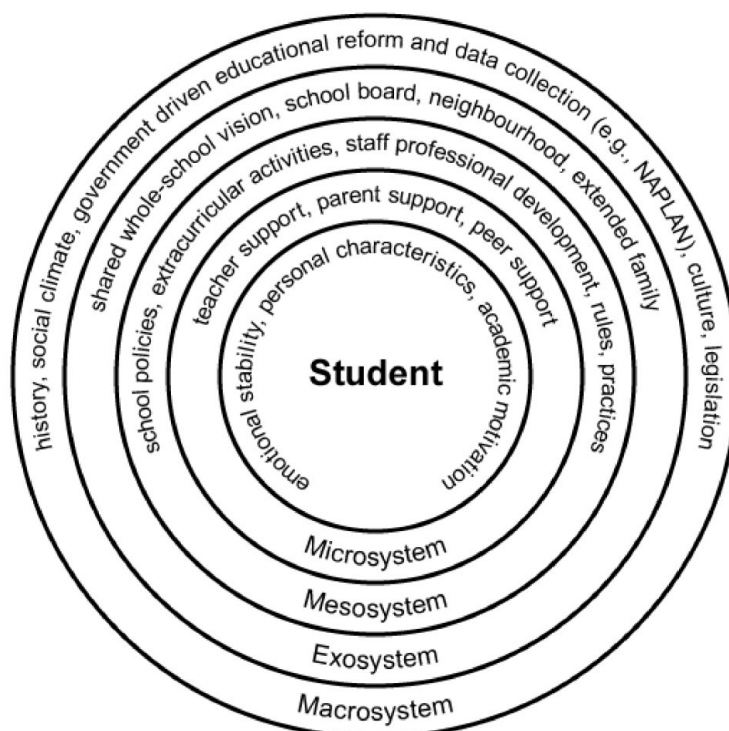 history, social climate, government driven educational reform and data collection (e.g., NAPLAN), culture, legislation
shared whole-school vision, school board, neighbourhood, extended family
school policies, extracurricular activities, staff professional development, rules, practices
teacher support, parent support, peer support
emotional stability, personal characteristics, academic motivation
Student
Microsystem
Mesosystem
Exosystem
Macrosystem